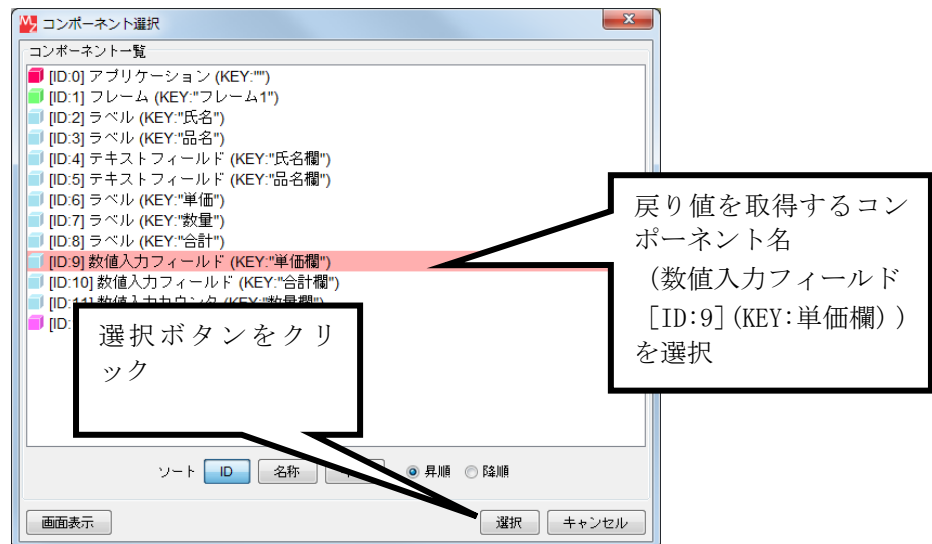 コンポーネント選択
コンポーネント一覧
[ID:0] アプリケーション (KEY:"")
[ID:1] フレーム (KEY:"フレーム1")
[ID:2] ラベル (KEY:"氏名")
[ID:3] ラベル (KEY:"品名")
[ID:4] テキストフィールド (KEY:"氏名欄")
[ID:5] テキストフィールド (KEY:"品名欄")
[ID:6] ラベル (KEY:"単価")
[ID:7] ラベル (KEY:"数量")
[ID:8] ラベル (KEY:"合計")
[ID:9] 数値入力フィールド (KEY:"単価欄")
[ID:10] 数値入力フィールド (KEY:"合計欄")
[ID:11] 数値入力カウンタ (KEY:"数量欄")
[ID:
戻り値を取得するコン
ポーネント名
(数値入力フィールド
[ID:9](KEY:単価欄))
を選択
選択ボタンをクリ
ック
ソート ID 名称 昇順 降順
画面表示 選択 キャンセル